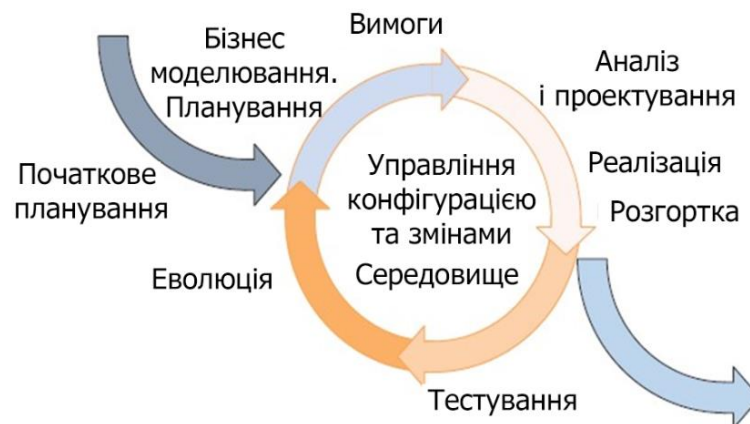 Початкове
планування
Бізнес
моделювання.
Планування
Вимоги
Аналіз
і проектування
Реалізація
Розгортка
Управління
конфігурацією
та змінами
Середовище
Тестування
Еволюція